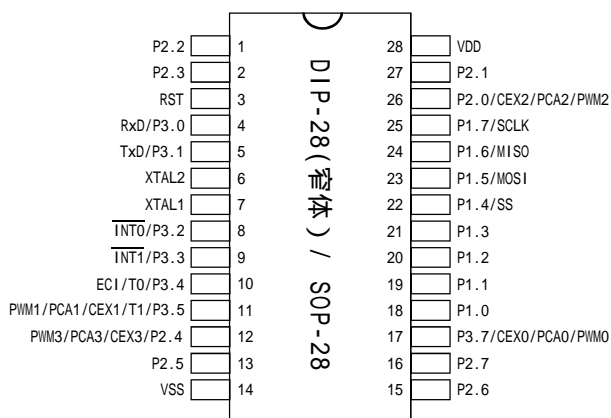 P2.2 1 28 VDD
P2.3 2 27 P2.1
RST 3 26 P2.0/CEX2/PCA2/PWM2
RxD/P3.0 4 25 P1.7/SCLK
TxD/P3.1 5 24 P1.6/MISO
XTAL2 6 23 P1.5/MOSI
XTAL1 7 22 P1.4/SS
INT0/P3.2 8 21 P1.3
INT1/P3.3 9 20 P1.2
ECI/T0/P3.4 10 19 P1.1
PWM1/PCA1/CEX1/T1/P3.5 11 18 P1.0
PWM3/PCA3/CEX3/P2.4 12 17 P3.7/CEX0/PCA0/PWM0
P2.5 13 16 P2.7
VSS 14 15 P2.6
DIP-28(窄体) / SOP-28